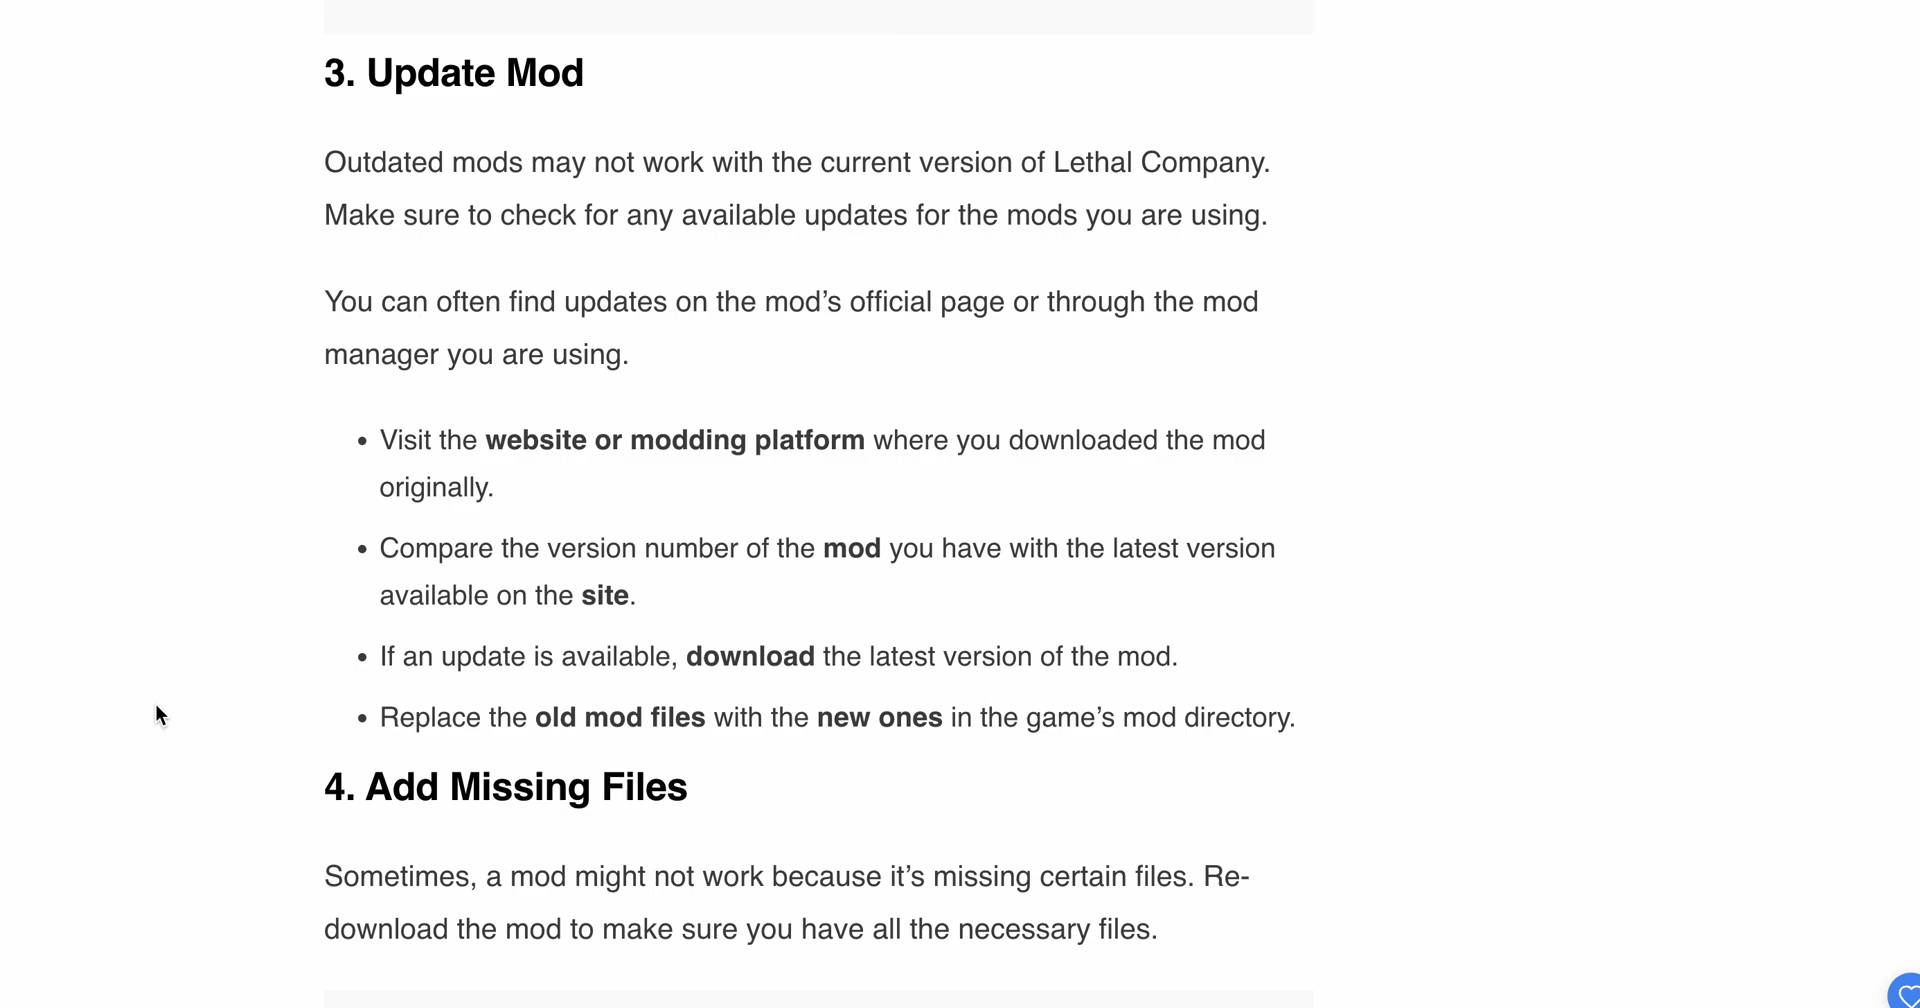 3. Update Mod
Outdated mods may not work with the current version of Lethal Company.
Make sure to check for any available updates for the mods you are using.
You can often find updates on the mod’s official page or through the mod
manager you are using.
• Visit the website or modding platform where you downloaded the mod
originally.
• Compare the version number of the mod you have with the latest version
available on the site.
• If an update is available, download the latest version of the mod.
• Replace the old mod files with the new ones in the game’s mod directory.
4. Add Missing Files
Sometimes, a mod might not work because it’s missing certain files. Re-
download the mod to make sure you have all the necessary files.